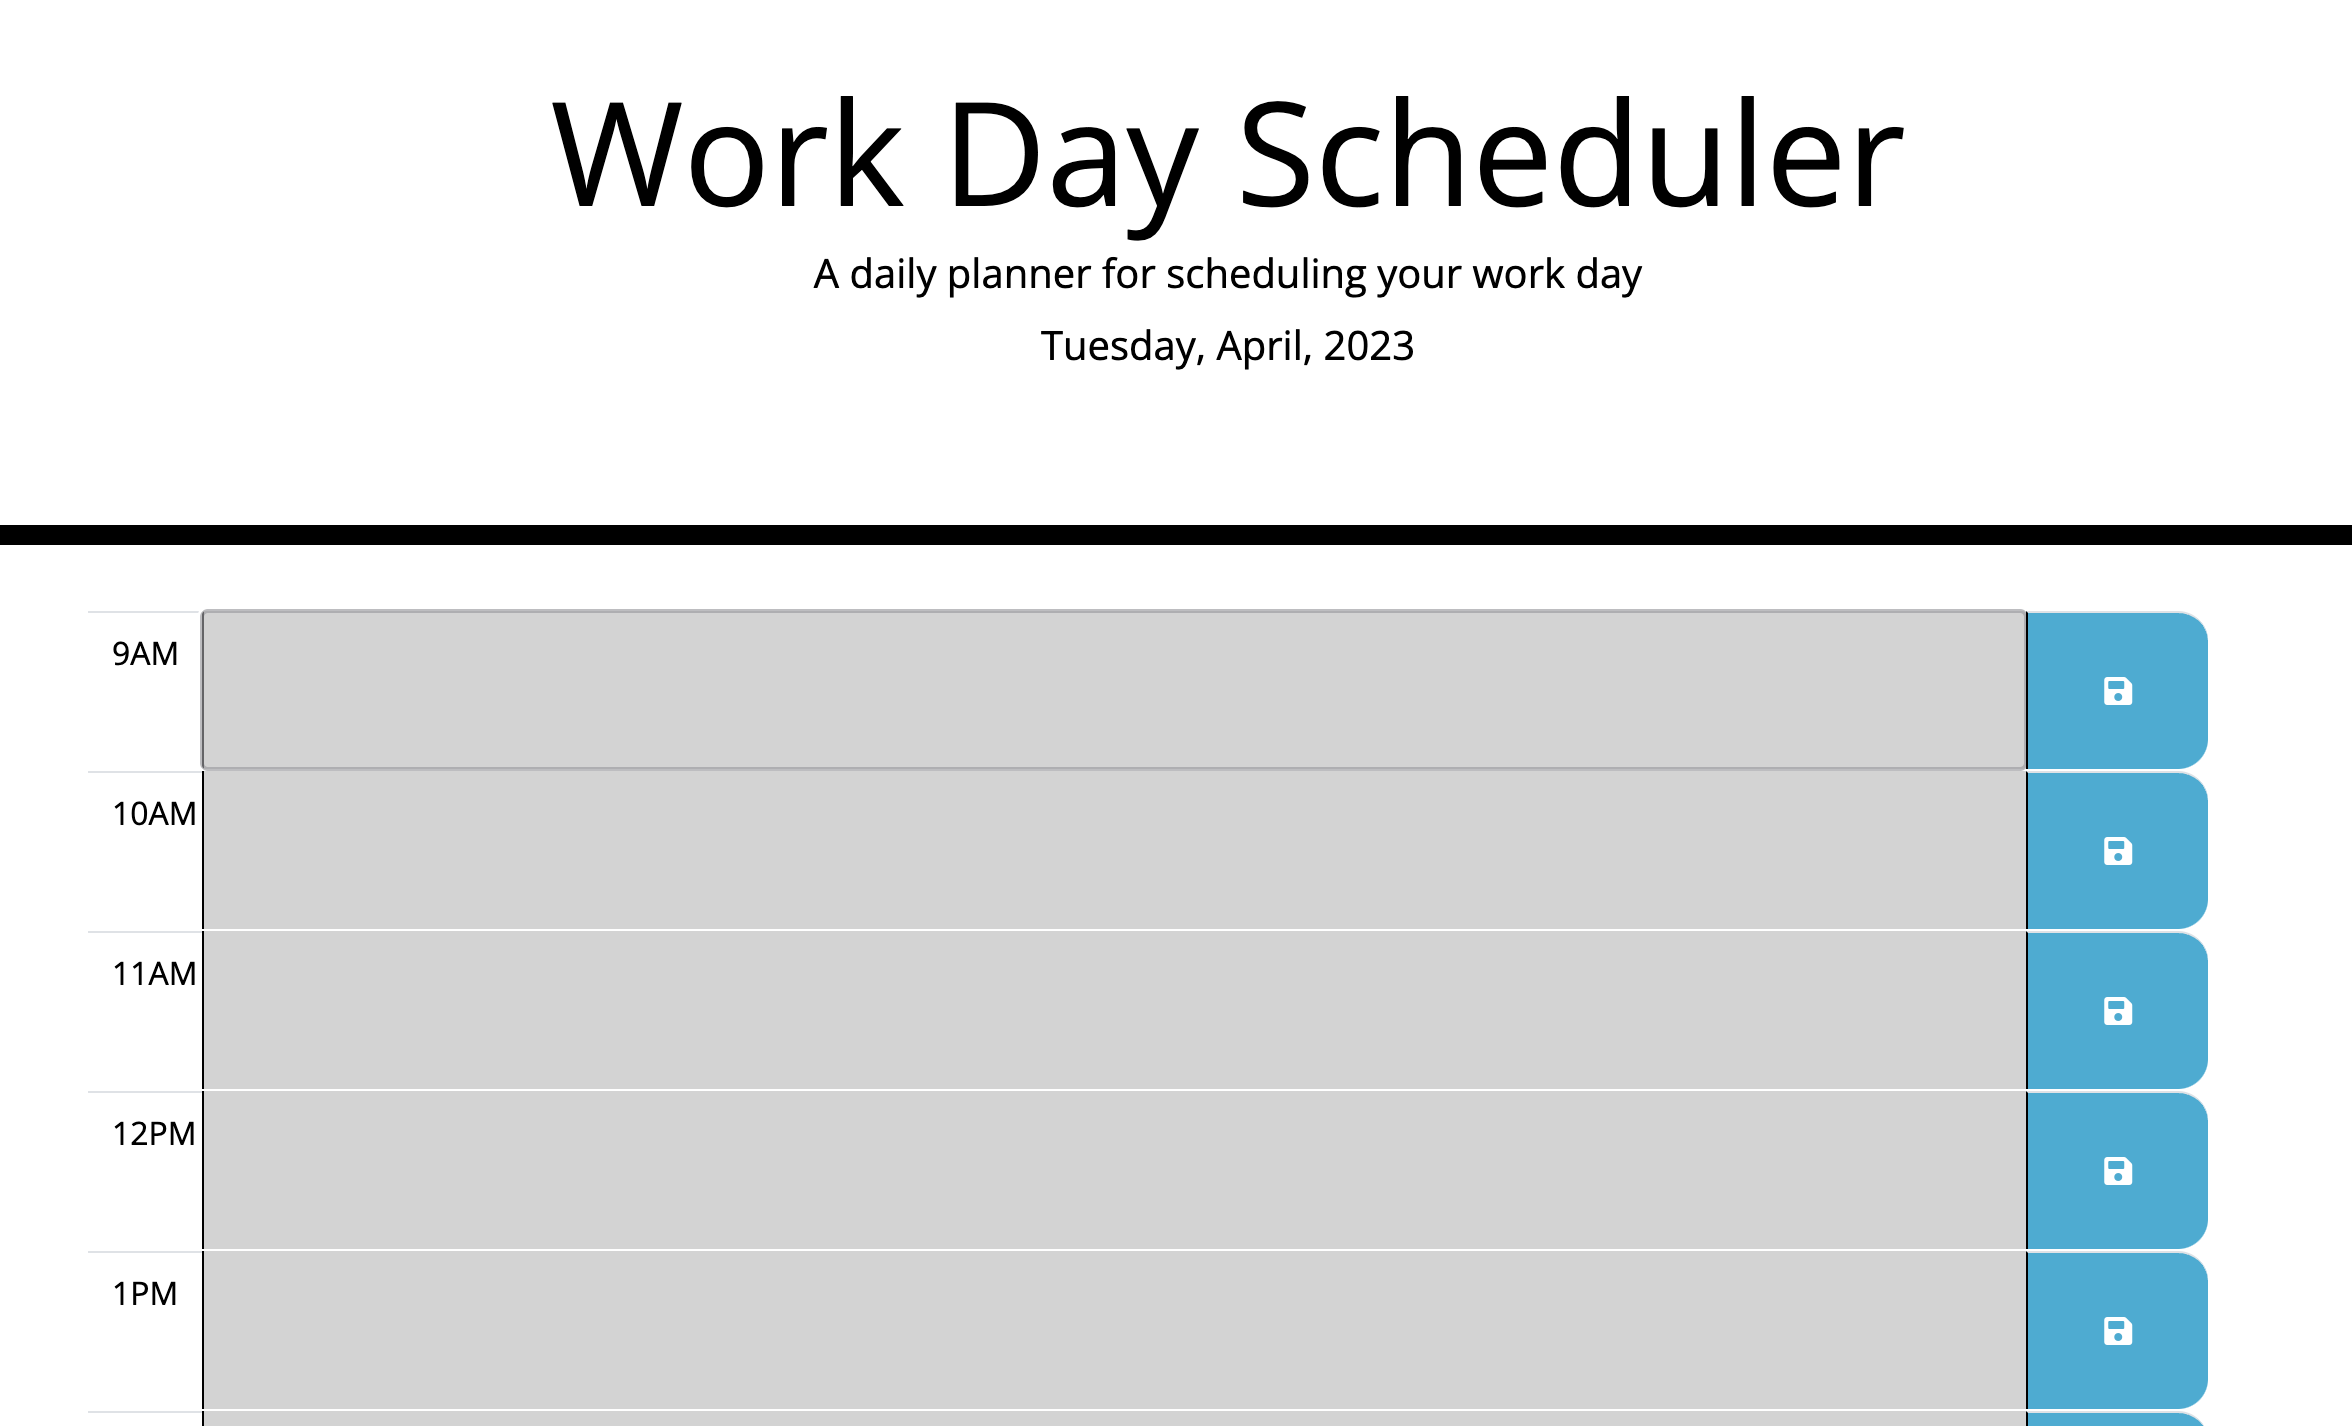 Work Day Scheduler
A daily planner for scheduling your work day
Tuesday, April, 2023
9AM
10AM
11AM
12PM
1PM